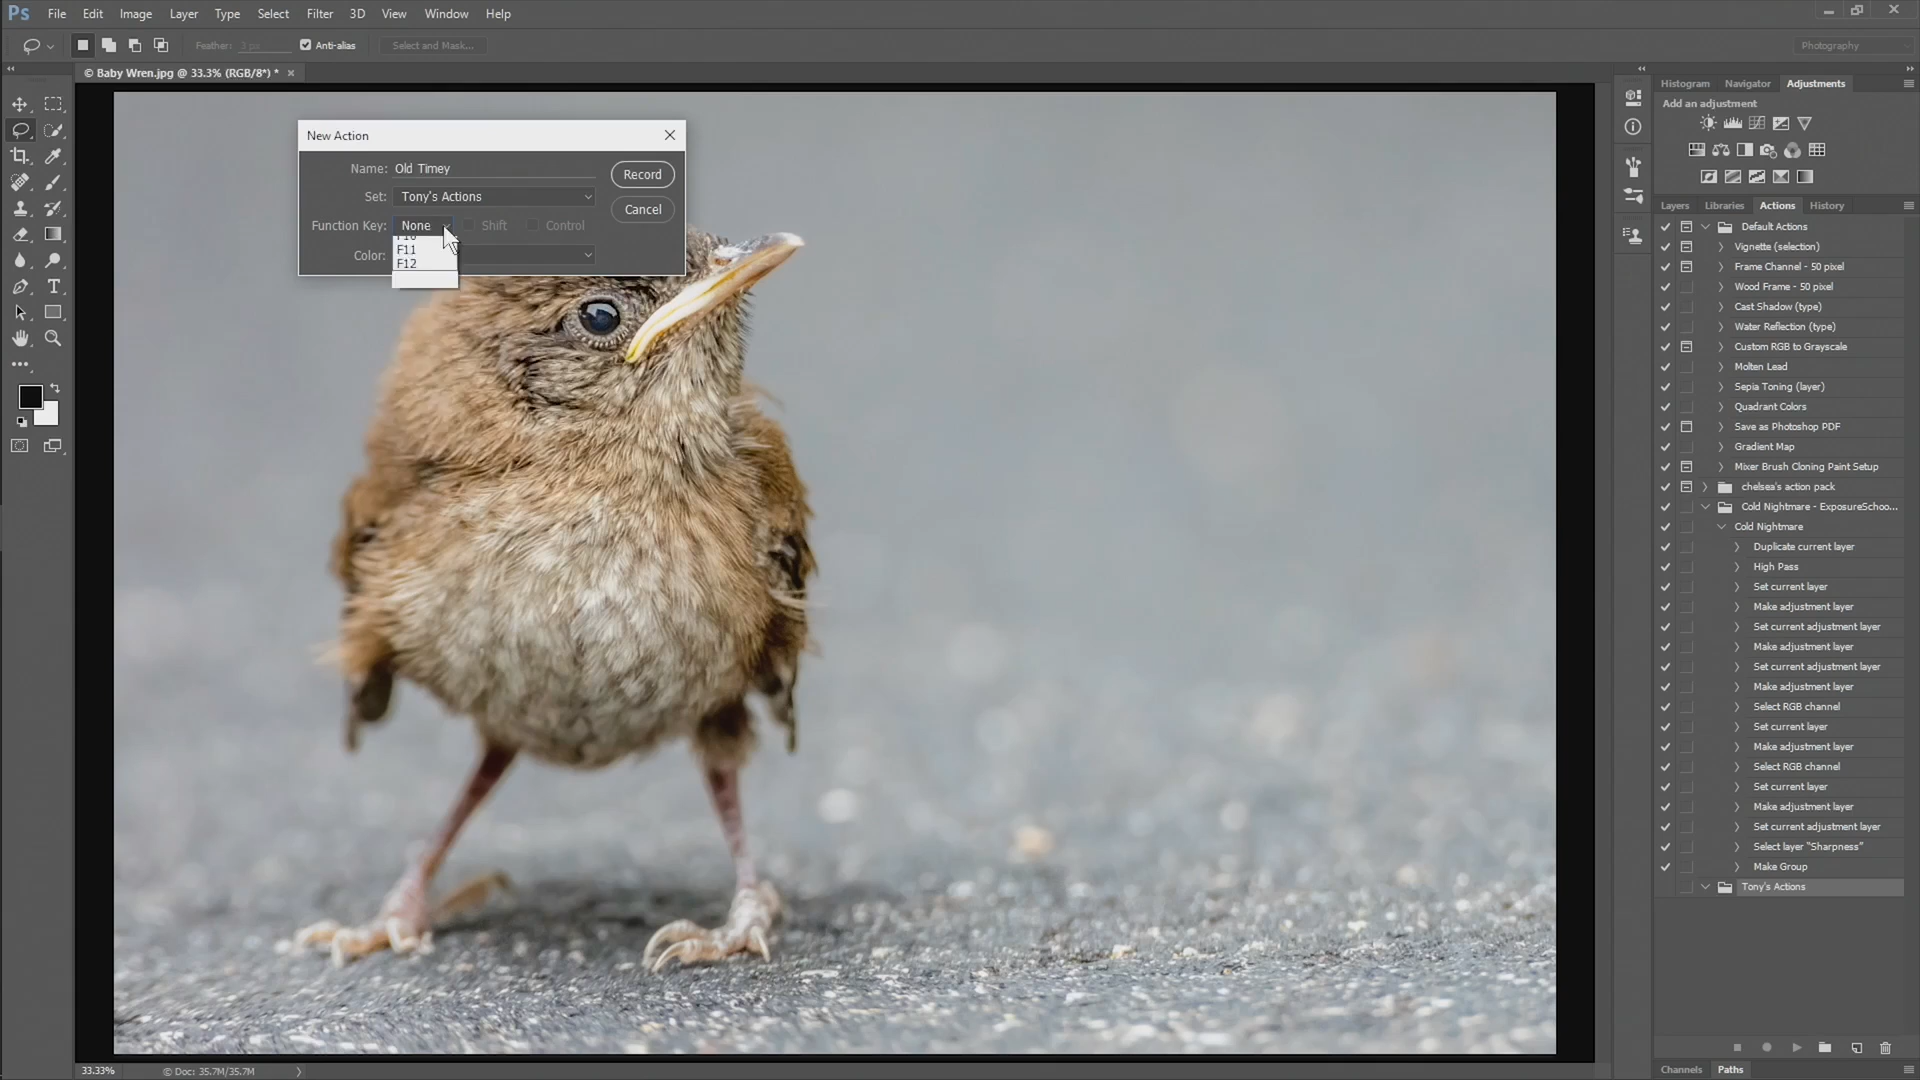 Ps File Edit Image Layer Type Select Filter 3D View Window Help
Feather: 3 px Anti-alias Select and Mask... Photography
© Baby Wren.jpg @ 33.3% (RGB/8*) *
New Action
Name: Old Timey
Set: Tony's Actions
Function Key: None Shift Control
F10
F11
F12
Color:
Record
Cancel
Histogram Navigator Adjustments
Add an adjustment
Layers Libraries Actions History
Default Actions
Vignette (selection)
Frame Channel - 50 pixel
Wood Frame - 50 pixel
Cast Shadow (type)
Water Reflection (type)
Custom RGB to Grayscale
Molten Lead
Sepia Toning (layer)
Quadrant Colors
Save as Photoshop PDF
Gradient Map
Mixer Brush Cloning Paint Setup
chelsea's action pack
Cold Nightmare - ExposureSchoo...
Cold Nightmare
Duplicate current layer
High Pass
Set current layer
Make adjustment layer
Set current adjustment layer
Make adjustment layer
Set current adjustment layer
Make adjustment layer
Select RGB channel
Set current layer
Make adjustment layer
Select RGB channel
Set current layer
Make adjustment layer
Set current adjustment layer
Select layer "Sharpness"
Make Group
Tony's Actions
33.33% © Doc: 35.7M/35.7M
Channels Paths